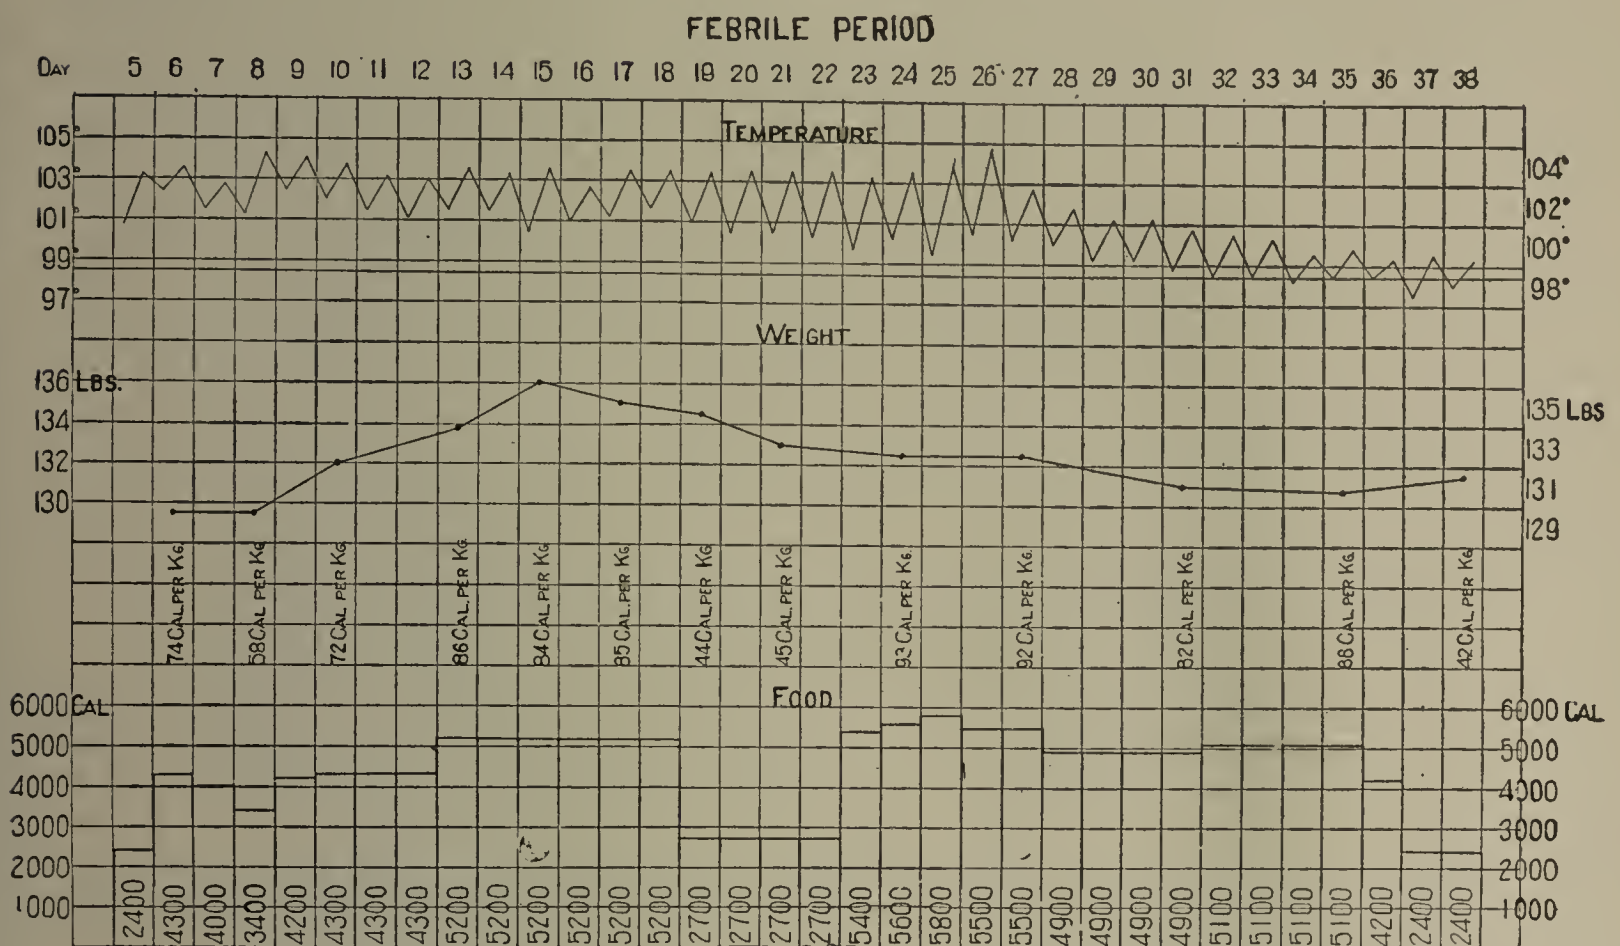 FEBRILE PERIOD
DAY 5 6 7 8 9 10 11 12 13 14 15 16 17 18 19 20 21 22 23 24 25 26 27 28 29 30 31 32 33 34 35 36 37 38
TEMPERATURE
105°
103°
101°
99°
97°
104°
102°
100°
98°
WEIGHT
136 LBS.
134
132
130
135 LBS
133
131
129
74 CAL. PER KG.
58 CAL. PER KG.
72 CAL. PER KG.
86 CAL. PER KG.
84 CAL. PER KG.
85 CAL. PER KG.
44 CAL. PER KG.
45 CAL. PER KG.
93 CAL. PER KG.
92 CAL. PER KG.
82 CAL. PER KG.
88 CAL. PER KG.
42 CAL. PER KG.
FOOD
6000 CAL
5000
4000
3000
2000
1000
6000 CAL
5000
4000
3000
2000
1000
2400 4300 4000 3400 4200 4300 4300 4300 5200 5200 5200 5200 5200 5200 2700 2700 2700 2700 5400 5600 5800 5500 5500 4900 4900 4900 4900 5100 5100 5100 5100 4200 2400 2400